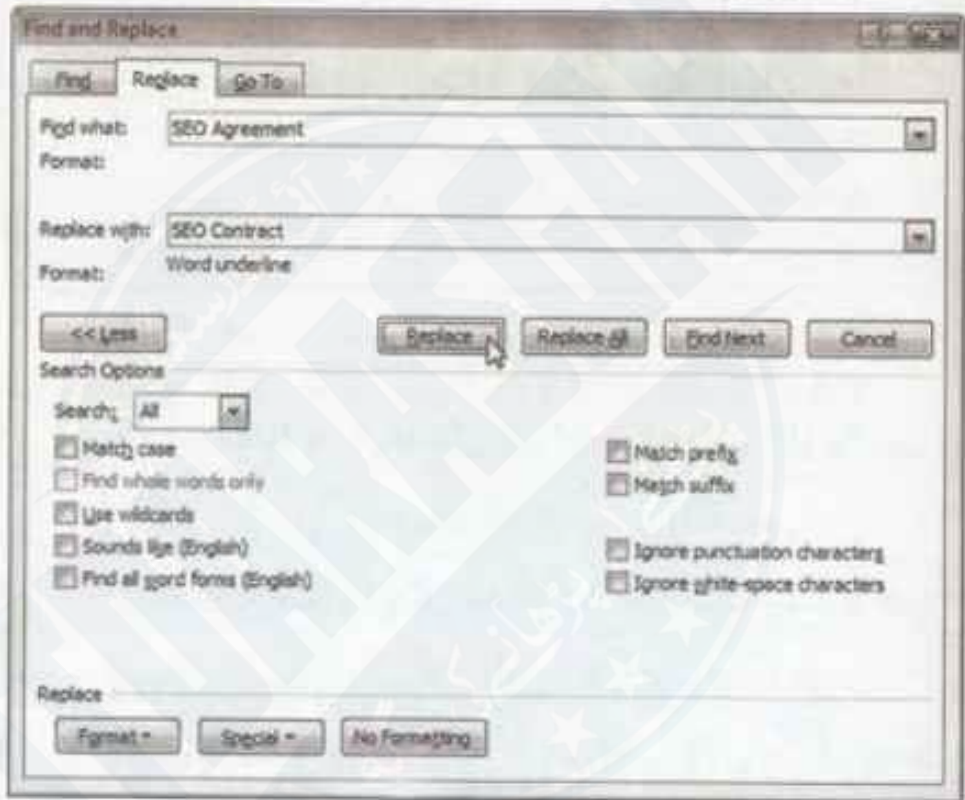 Find and Replace
Find Replace Go To
Find what: SEO Agreement
Format:
Replace with: SEO Contract
Format: Word underline
<< Less Replace Replace All Find Next Cancel
Search Options
Search: All
Match case Match prefix
Find whole words only Match suffix
Use wildcards
Sounds like (English) Ignore punctuation characters
Find all word forms (English) Ignore white-space characters
Replace
Format Special No Formatting